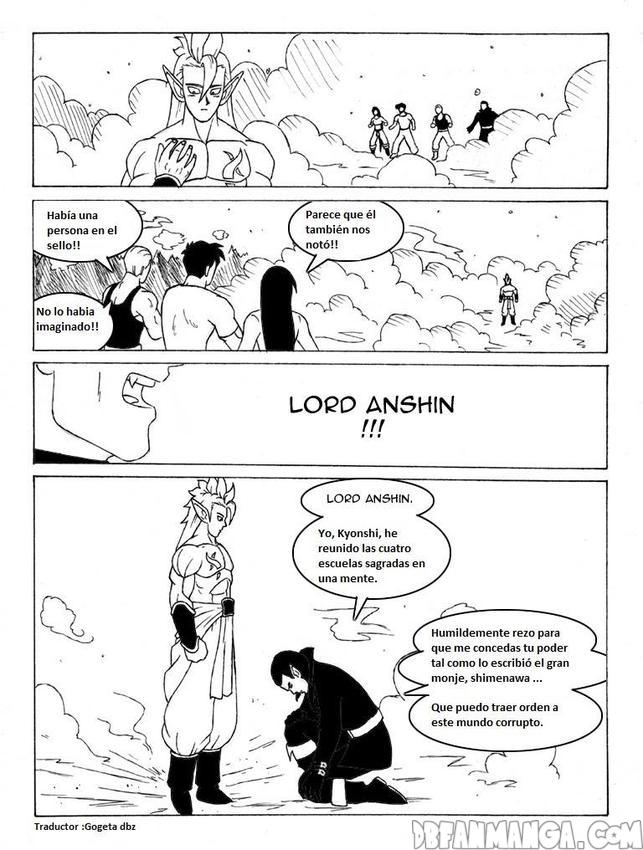 Había una
persona en el
sello!!
Parece que él
también nos
notó!!
No lo habia
imaginado!!
LORD ANSHIN
!!!
LORD ANSHIN.
Yo, Kyonshi, he
reunido las cuatro
escuelas sagradas en
una mente.
Humildemente rezo para
que me concedas tu poder
tal como lo escribió el gran
monje, shimenawa ...
Que puedo traer orden a
este mundo corrupto.
Traductor :Gogeta dbz
DBFANMANGA.COM